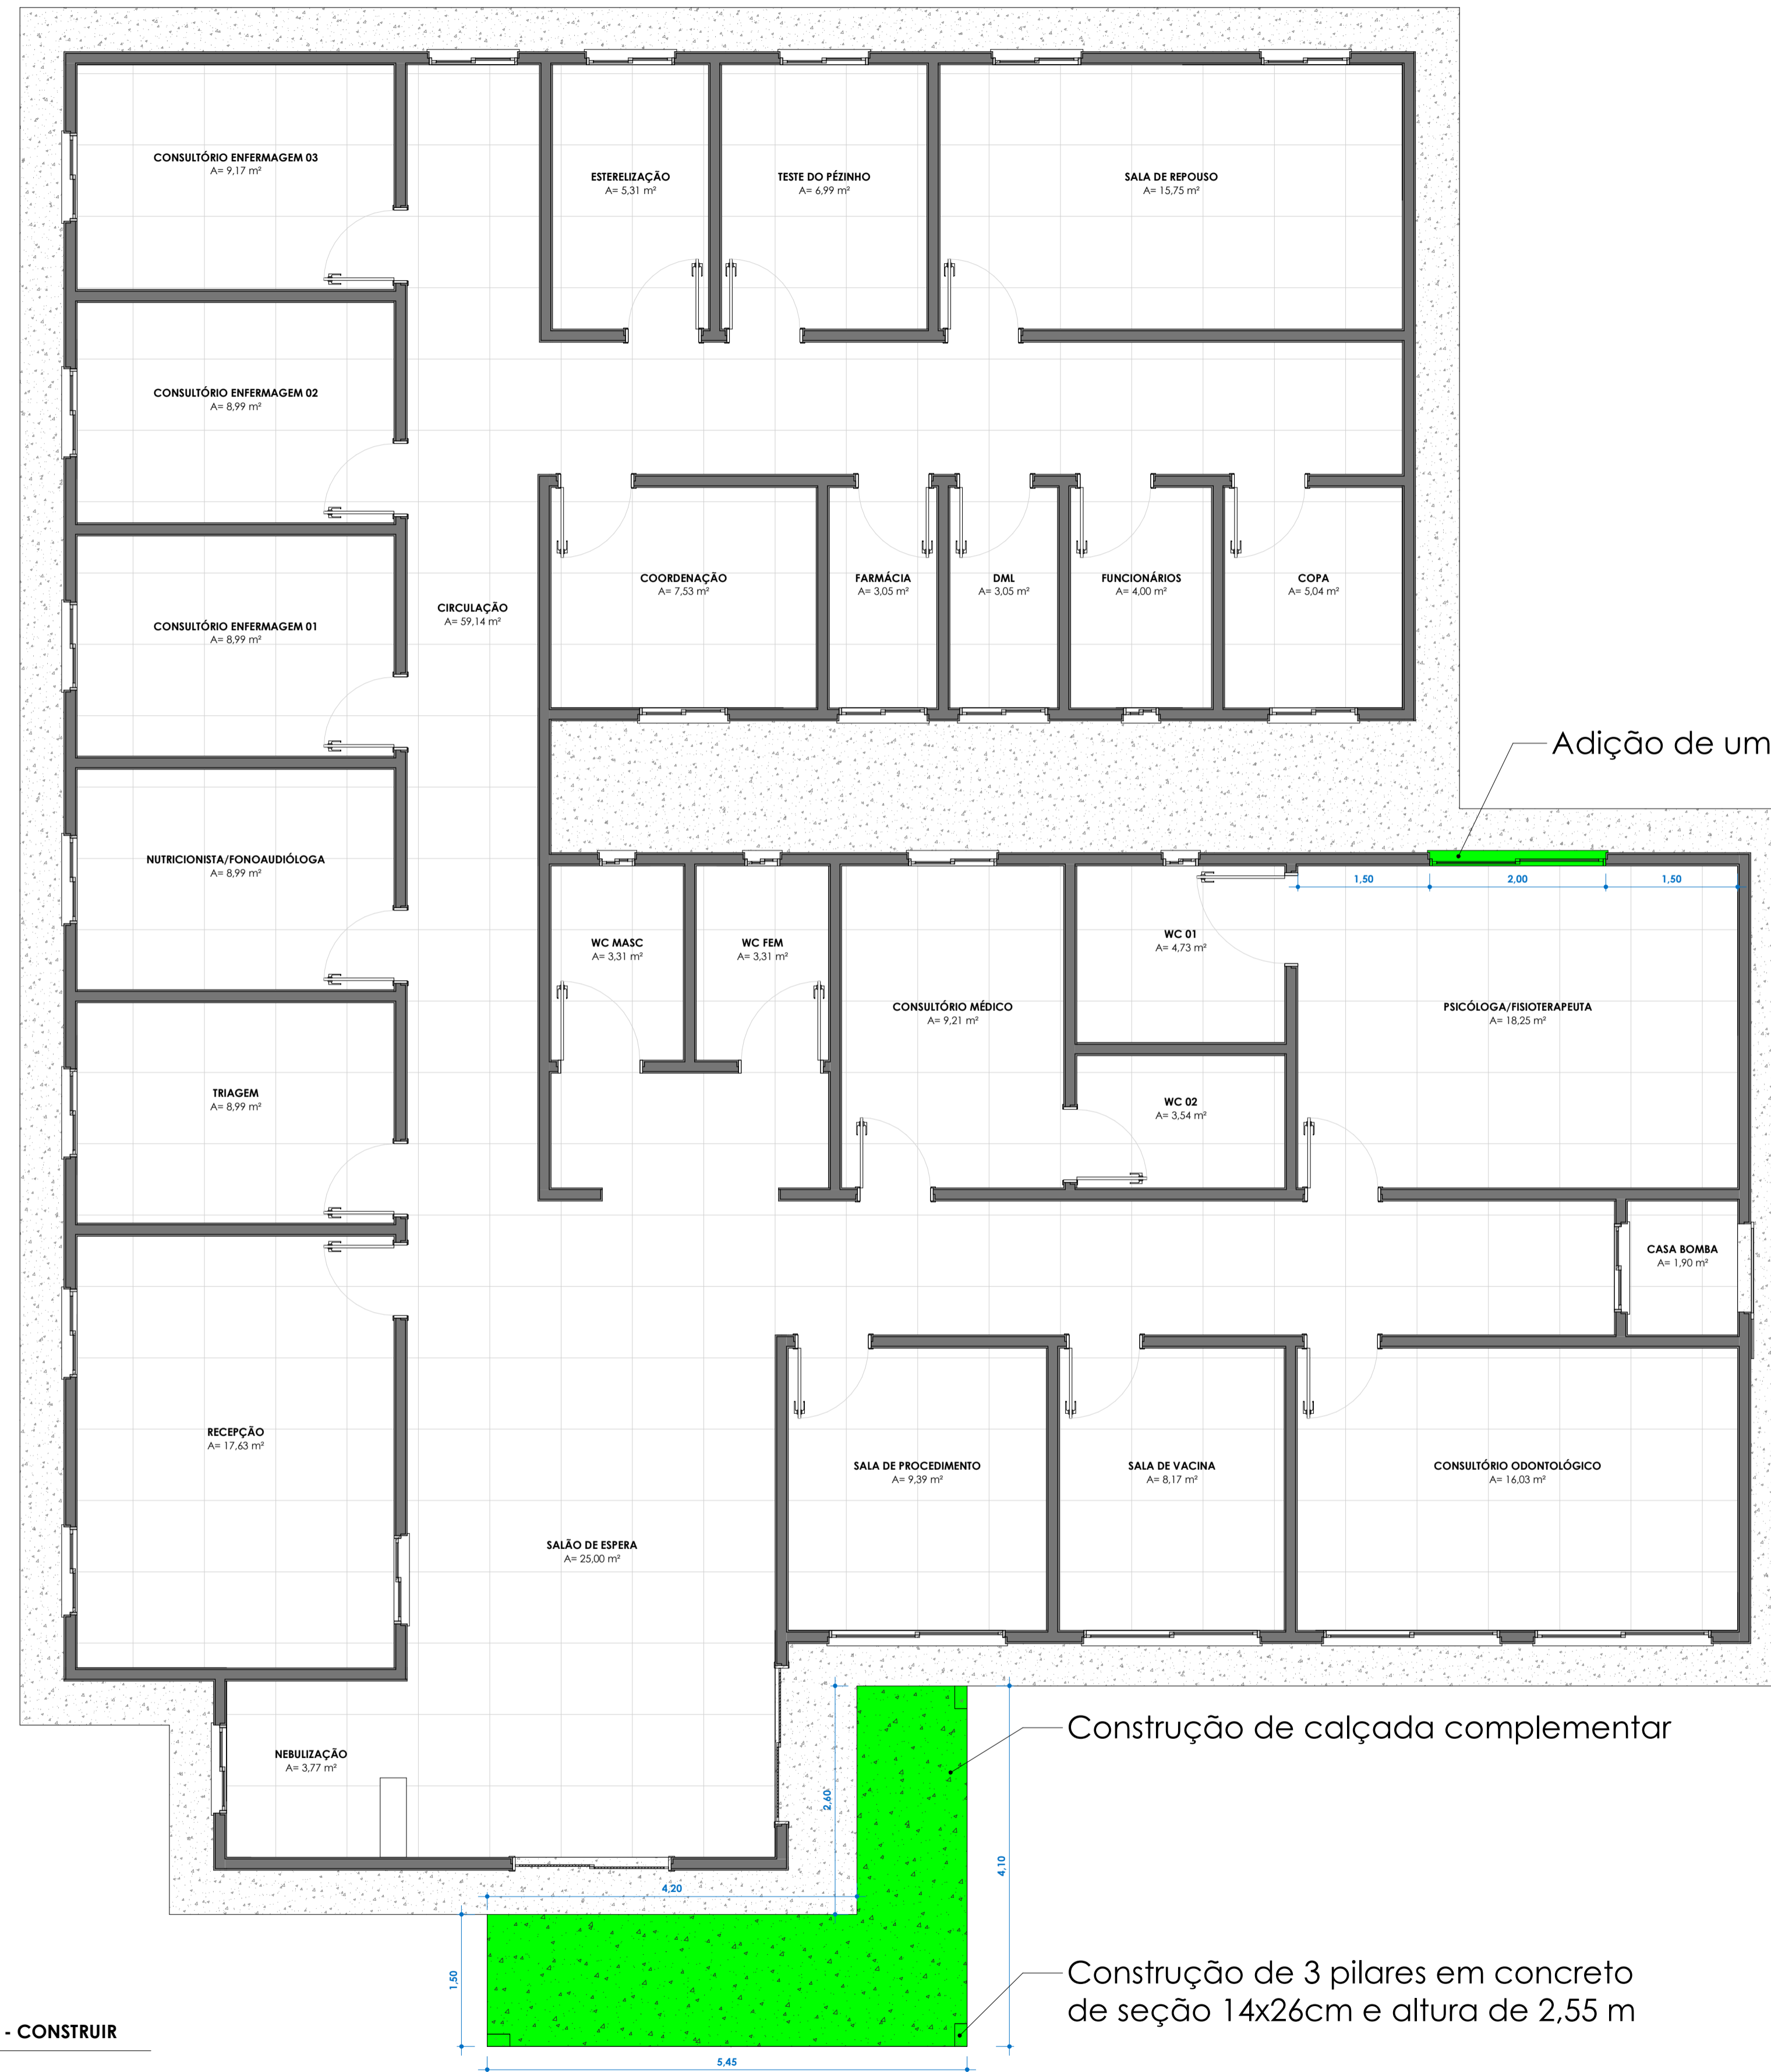 CONSULTÓRIO ENFERMAGEM 03
A= 9,17 m²
ESTERELIZAÇÃO
A= 5,31 m²
TESTE DO PÉZINHO
A= 6,99 m²
SALA DE REPOUSO
A= 15,75 m²
CONSULTÓRIO ENFERMAGEM 02
A= 8,99 m²
COORDENAÇÃO
A= 7,53 m²
FARMÁCIA
A= 3,05 m²
DML
A= 3,05 m²
FUNCIONÁRIOS
A= 4,00 m²
COPA
A= 5,04 m²
CIRCULAÇÃO
A= 59,14 m²
CONSULTÓRIO ENFERMAGEM 01
A= 8,99 m²
Adição de um
NUTRICIONISTA/FONOAUDIÓLOGA
A= 8,99 m²
1,50
2,00
1,50
WC MASC
A= 3,31 m²
WC FEM
A= 3,31 m²
WC 01
A= 4,73 m²
CONSULTÓRIO MÉDICO
A= 9,21 m²
PSICÓLOGA/FISIOTERAPEUTA
A= 18,25 m²
TRIAGEM
A= 8,99 m²
WC 02
A= 3,54 m²
CASA BOMBA
A= 1,90 m²
RECEPÇÃO
A= 17,63 m²
SALA DE PROCEDIMENTO
A= 9,39 m²
SALA DE VACINA
A= 8,17 m²
CONSULTÓRIO ODONTOLÓGICO
A= 16,03 m²
SALÃO DE ESPERA
A= 25,00 m²
Construção de calçada complementar
NEBULIZAÇÃO
A= 3,77 m²
2,60
4,10
4,20
1,50
Construção de 3 pilares em concreto
de seção 14x26cm e altura de 2,55 m
- CONSTRUIR
5,45